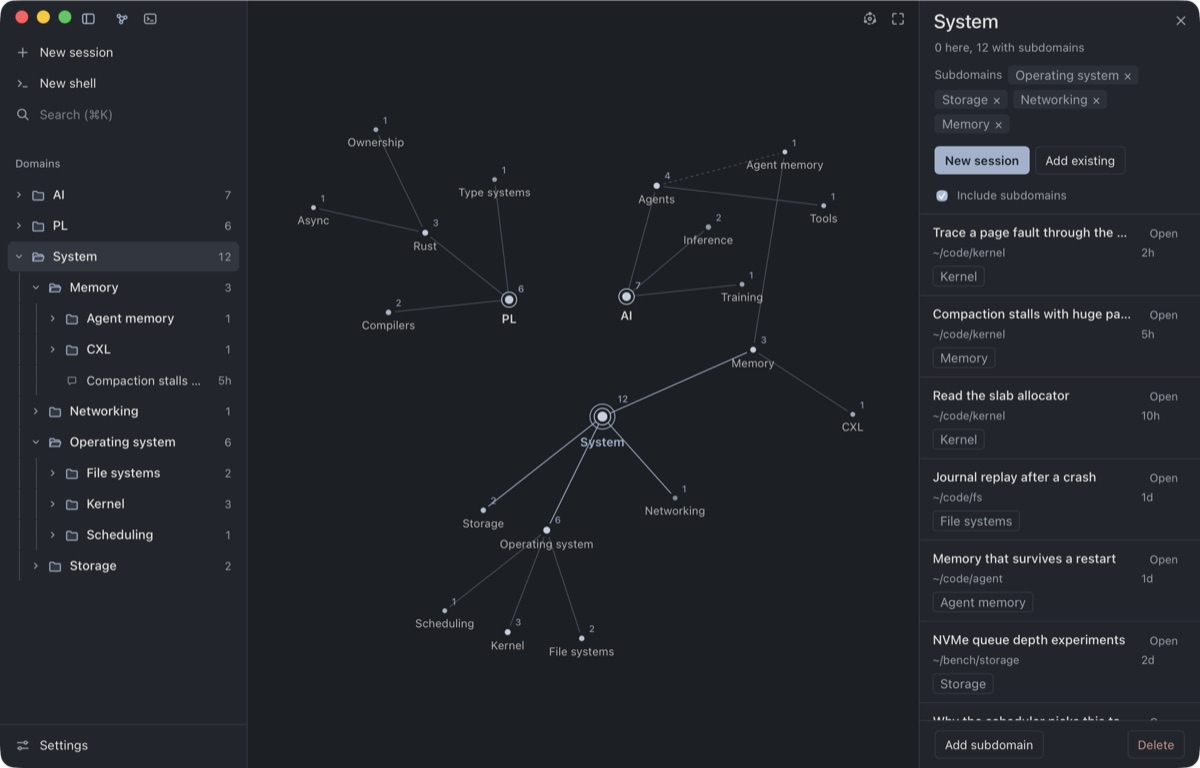 New session
New shell
Search (⌘K)
Domains
AI 7
PL 6
System 12
Memory 3
Agent memory 1
CXL 1
Compaction stalls ... 5h
Networking 1
Operating system 6
File systems 2
Kernel 3
Scheduling 1
Storage 2
Settings
1
Ownership
1
Type systems
1
Async
3
Rust
6
PL
2
Compilers
1
Agent memory
4
Agents
1
Tools
2
Inference
7
AI
1
Training
3
Memory
1
CXL
12
System
2
Storage
1
Networking
6
Operating system
1
Scheduling
3
Kernel
2
File systems
System
0 here, 12 with subdomains
Subdomains Operating system ×
Storage × Networking ×
Memory ×
New session Add existing
Include subdomains
Trace a page fault through the ... Open
~/code/kernel 2h
Kernel
Compaction stalls with huge pa... Open
~/code/kernel 5h
Memory
Read the slab allocator Open
~/code/kernel 10h
Kernel
Journal replay after a crash Open
~/code/fs 1d
File systems
Memory that survives a restart Open
~/code/agent 1d
Agent memory
NVMe queue depth experiments Open
~/bench/storage 2d
Storage
Add subdomain Delete